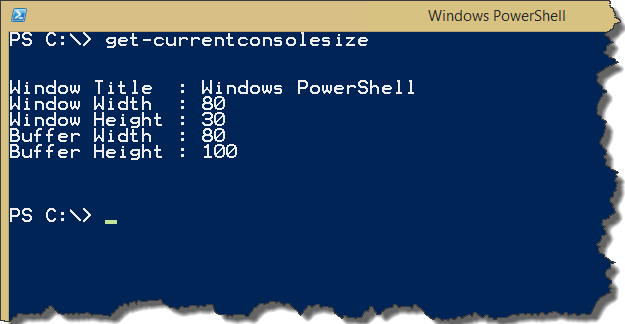 Windows PowerShell
PS C:\> get-currentconsolesize
Window Title  : Windows PowerShell
Window Width  : 80
Window Height : 30
Buffer Width  : 80
Buffer Height : 100
PS C:\>